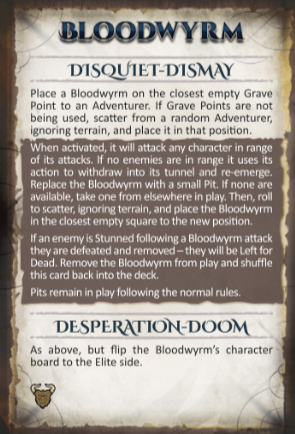 BLOODWYRM
DISQUIET-DISMAY
Place a Bloodwyrm on the closest empty Grave
Point to an Adventurer. If Grave Points are not
being used, scatter from a random Adventurer,
ignoring terrain, and place it in that position.
When activated, it will attack any character in range
of its attacks. If no enemies are in range it uses its
action to withdraw into its tunnel and re-emerge.
Replace the Bloodwyrm with a small Pit. If none are
available, take one from elsewhere in play. Then, roll
to scatter, ignoring terrain, and place the Bloodwyrm
in the closest empty square to the new position.
If an enemy is Stunned following a Bloodwyrm attack
they are defeated and removed – they will be Left for
Dead. Remove the Bloodwyrm from play and shuffle
this card back into the deck.
Pits remain in play following the normal rules.
DESPERATION-DOOM
As above, but flip the Bloodwyrm's character
board to the Elite side.